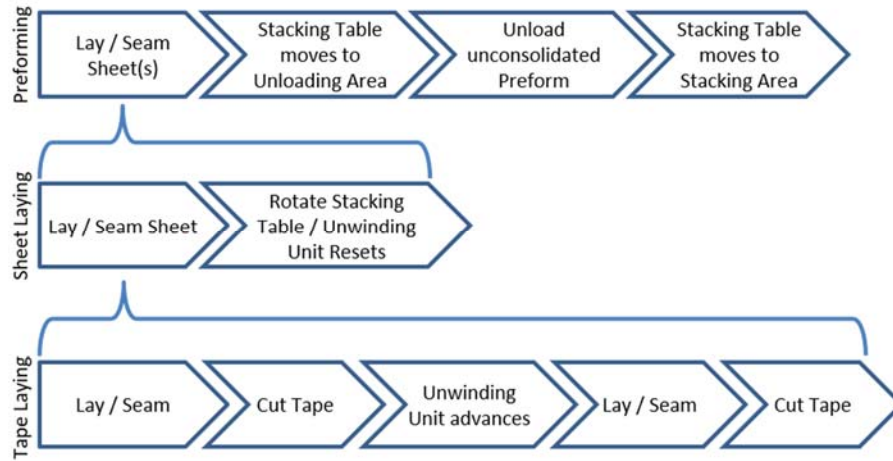 Preforming
Lay / Seam
Sheet(s)
Stacking Table
moves to
Unloading Area
Unload
unconsolidated
Preform
Stacking Table
moves to
Stacking Area
Sheet Laying
Lay / Seam Sheet
Rotate Stacking
Table / Unwinding
Unit Resets
Tape Laying
Lay / Seam
Cut Tape
Unwinding
Unit advances
Lay / Seam
Cut Tape